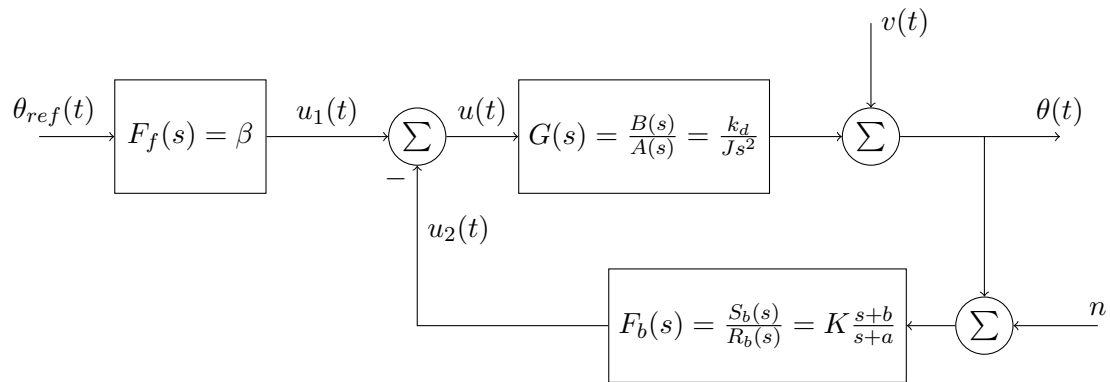 v(t)
θ_{ref}(t)
F_f(s) = β
u_1(t)
∑
u(t)
G(s) = \frac{B(s)}{A(s)} = \frac{k_d}{Js^2}
∑
θ(t)
−
u_2(t)
F_b(s) = \frac{S_b(s)}{R_b(s)} = K\frac{s+b}{s+a}
∑
n